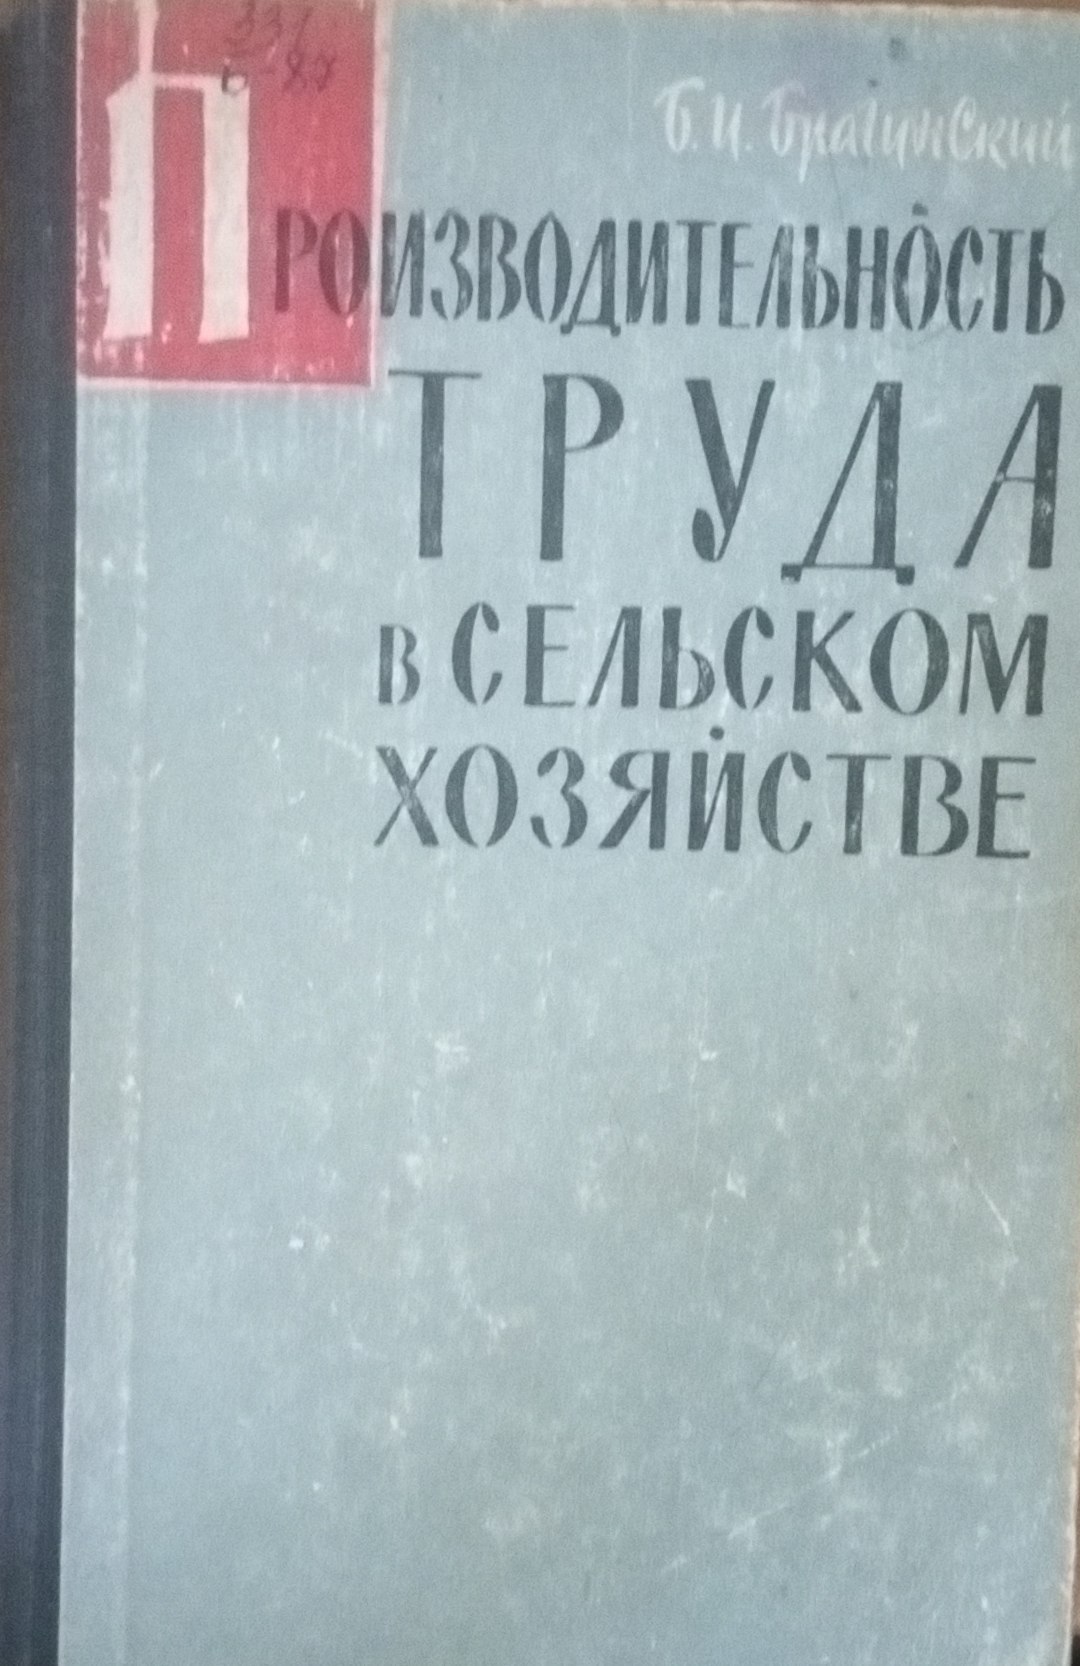 Б. И. Брагинский
ПРОИЗВОДИТЕЛЬНОСТЬ
ТРУДА
В СЕЛЬСКОМ
ХОЗЯЙСТВЕ